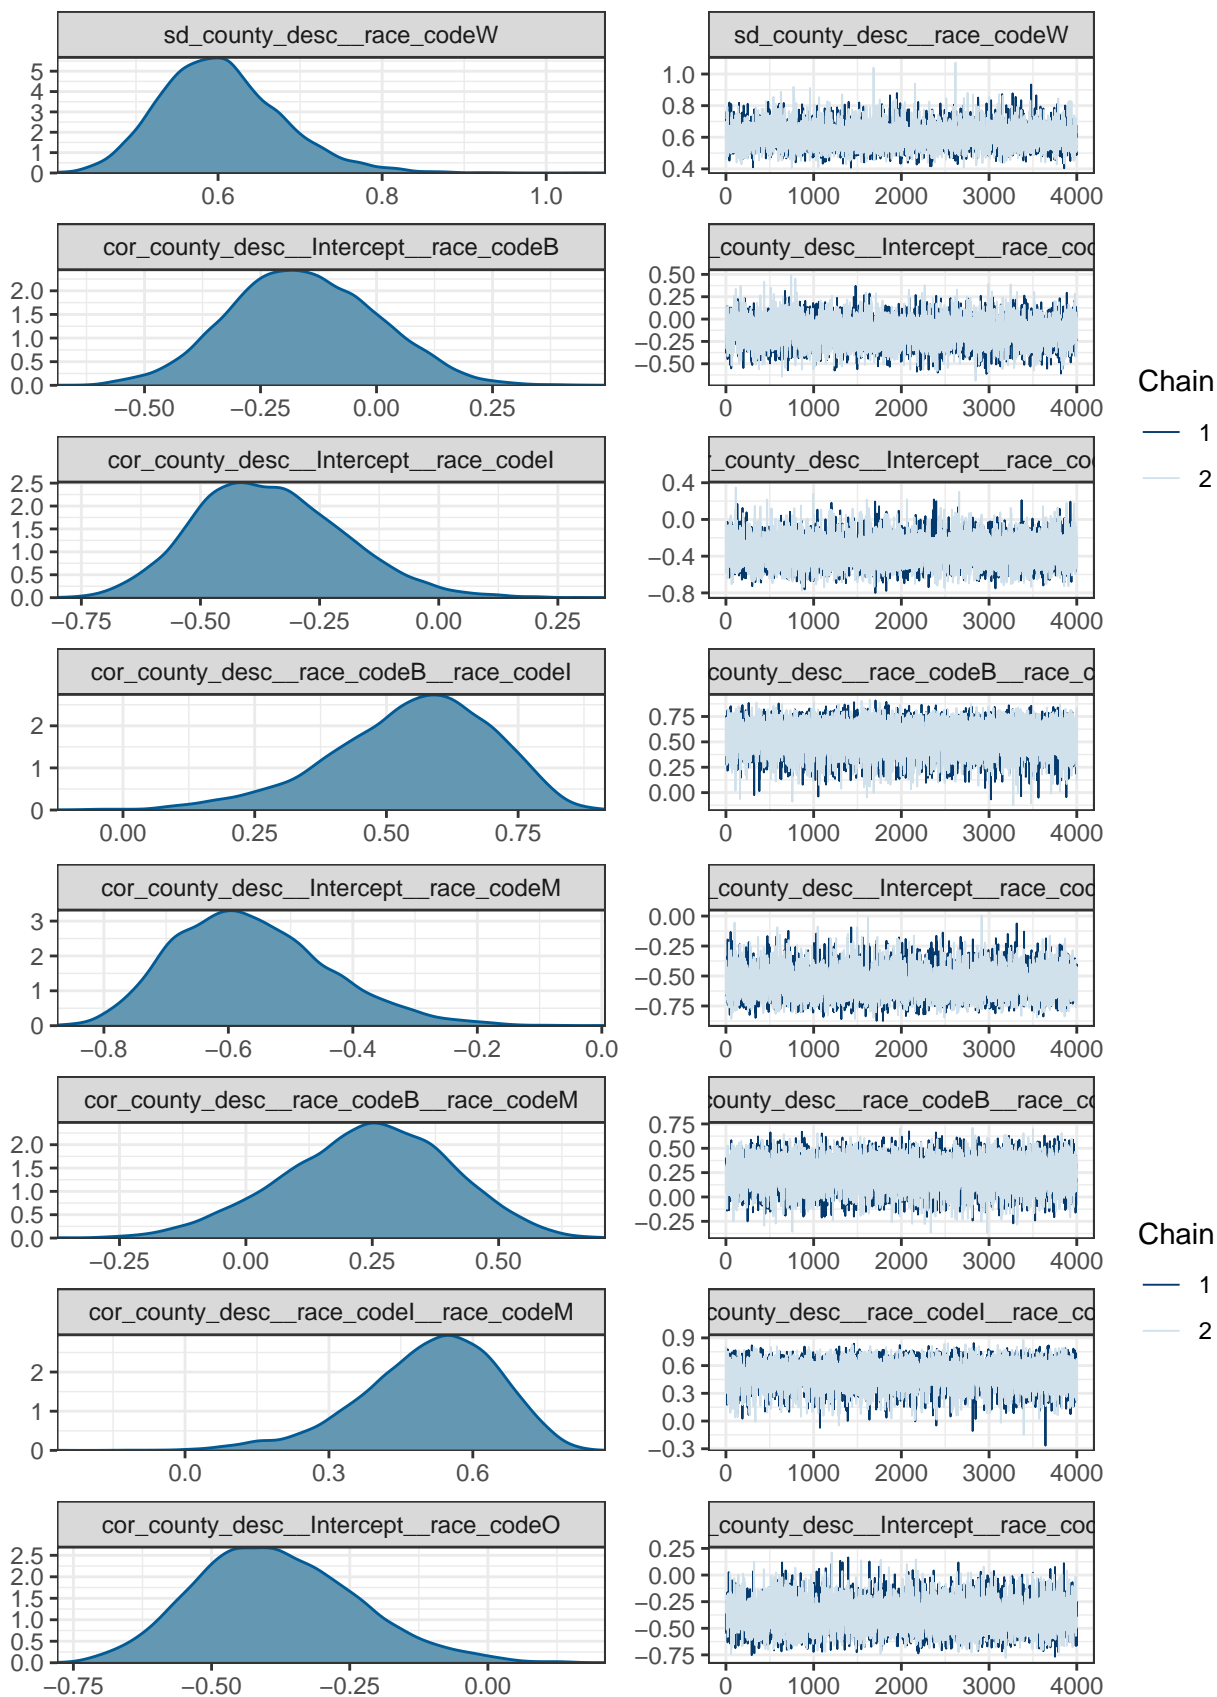 sd_county_desc__race_codeW
5
4
3
2
1
0
0.6 0.8 1.0
sd_county_desc__race_codeW
1.0
0.8
0.6
0.4
0 1000 2000 3000 4000
cor_county_desc__Intercept__race_codeB
2.0
1.5
1.0
0.5
0.0
−0.50 −0.25 0.00 0.25
_county_desc__Intercept__race_coc
0.50
0.25
0.00
−0.25
−0.50
0 1000 2000 3000 4000
Chain
1
2
cor_county_desc__Intercept__race_codeI
2.5
2.0
1.5
1.0
0.5
0.0
−0.75 −0.50 −0.25 0.00 0.25
r_county_desc__Intercept__race_co
0.4
0.0
−0.4
−0.8
0 1000 2000 3000 4000
cor_county_desc__race_codeB__race_codeI
2
1
0
0.00 0.25 0.50 0.75
county_desc__race_codeB__race_c
0.75
0.50
0.25
0.00
0 1000 2000 3000 4000
cor_county_desc__Intercept__race_codeM
3
2
1
0
−0.8 −0.6 −0.4 −0.2 0.0
_county_desc__Intercept__race_coc
0.00
−0.25
−0.50
−0.75
0 1000 2000 3000 4000
cor_county_desc__race_codeB__race_codeM
2.0
1.5
1.0
0.5
0.0
−0.25 0.00 0.25 0.50
county_desc__race_codeB__race_cc
0.75
0.50
0.25
0.00
−0.25
0 1000 2000 3000 4000
Chain
1
2
cor_county_desc__race_codeI__race_codeM
2
1
0
0.0 0.3 0.6
county_desc__race_codeI__race_co
0.9
0.6
0.3
0.0
−0.3
0 1000 2000 3000 4000
cor_county_desc__Intercept__race_codeO
2.5
2.0
1.5
1.0
0.5
0.0
−0.75 −0.50 −0.25 0.00
_county_desc__Intercept__race_coc
0.25
0.00
−0.25
−0.50
−0.75
0 1000 2000 3000 4000